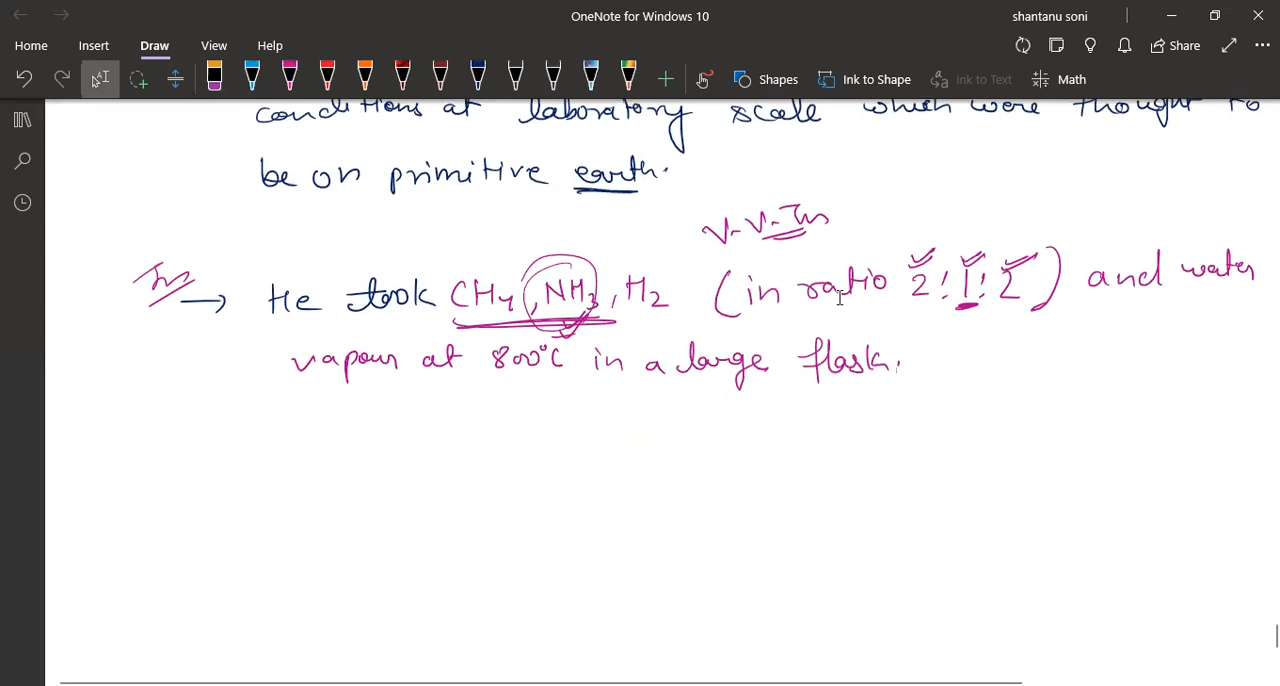 OneNote for Windows 10
shantanu soni
Home Insert Draw View Help
Share
Shapes Ink to Shape Ink to Text Math
conditions at laboratory scale which were thought to
be on primitive earth.
V.V.Im
Im → He took CH4, NH3, H2 (in ratio 2:1:2) and water
vapour at 800°C in a large flask.